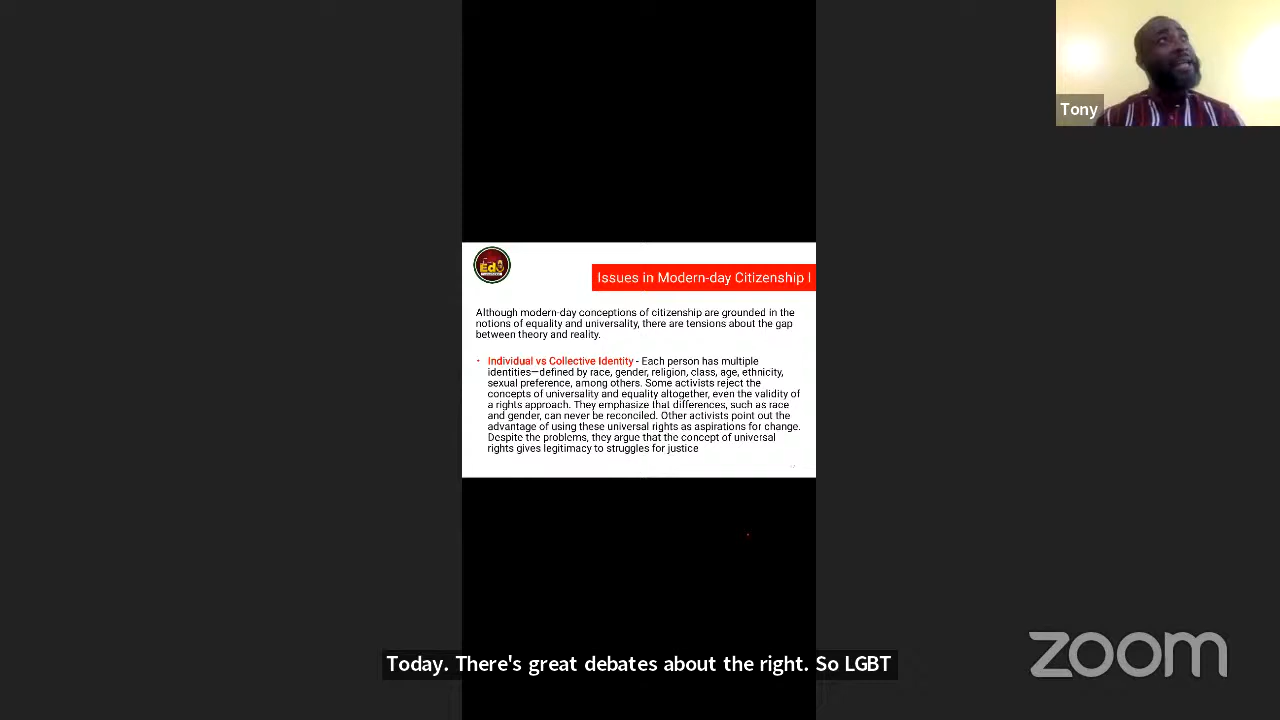 Tony
Edo
Issues in Modern-day Citizenship I
Although modern-day conceptions of citizenship are grounded in the
notions of equality and universality, there are tensions about the gap
between theory and reality.
- Individual vs Collective Identity - Each person has multiple
identities—defined by race, gender, religion, class, age, ethnicity,
sexual preference, among others. Some activists reject the
concepts of universality and equality altogether, even the validity of
a rights approach. They emphasize that differences, such as race
and gender, can never be reconciled. Other activists point out the
advantage of using these universal rights as aspirations for change.
Despite the problems, they argue that the concept of universal
rights gives legitimacy to struggles for justice
Today. There's great debates about the right. So LGBT
zoom